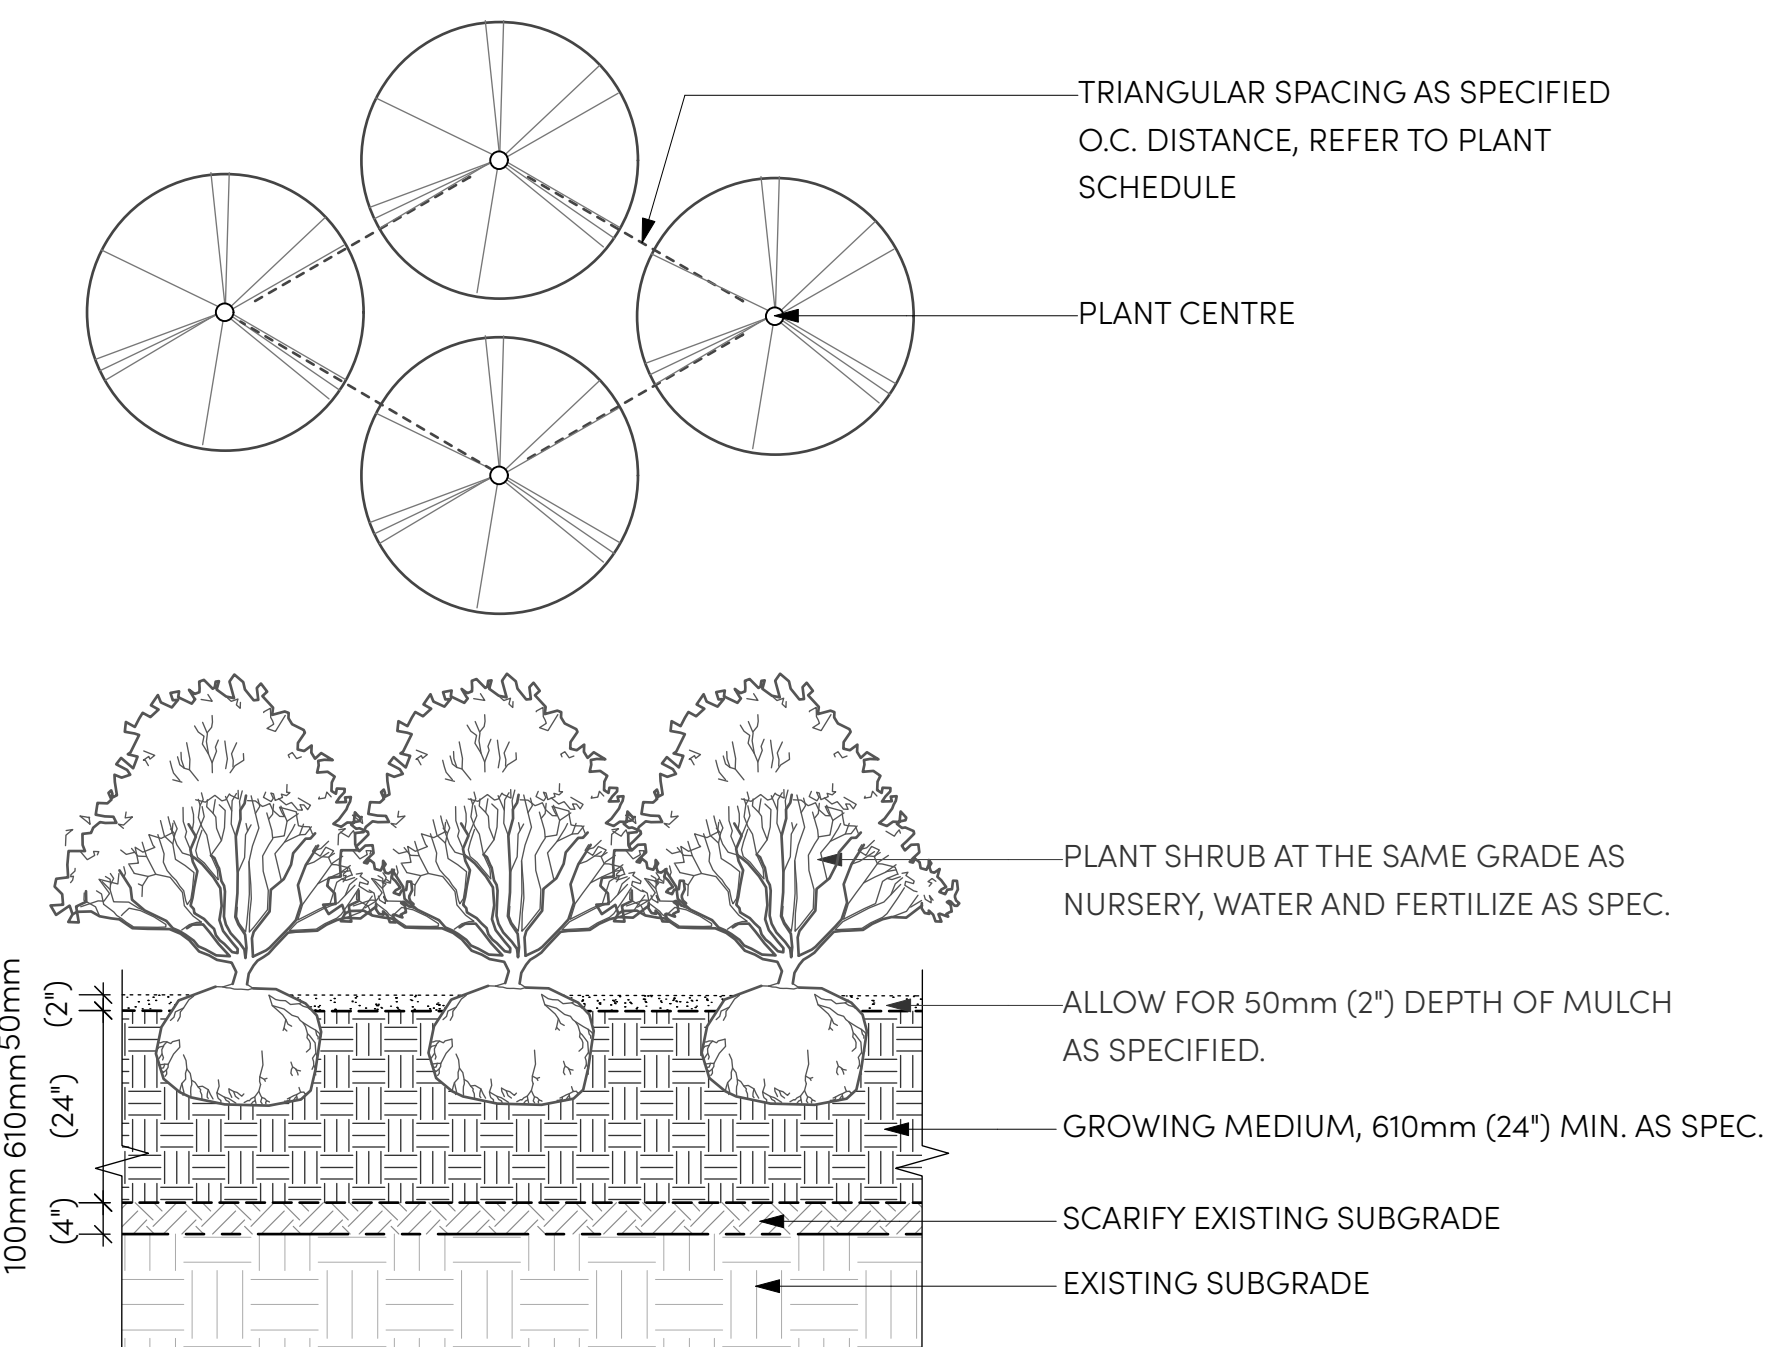 TRIANGULAR SPACING AS SPECIFIED
O.C. DISTANCE, REFER TO PLANT
SCHEDULE
PLANT CENTRE
PLANT SHRUB AT THE SAME GRADE AS
NURSERY, WATER AND FERTILIZE AS SPEC.
50mm
(2")
ALLOW FOR 50mm (2") DEPTH OF MULCH
AS SPECIFIED.
610mm
(24")
GROWING MEDIUM, 610mm (24") MIN. AS SPEC.
100mm
(4")
SCARIFY EXISTING SUBGRADE
EXISTING SUBGRADE